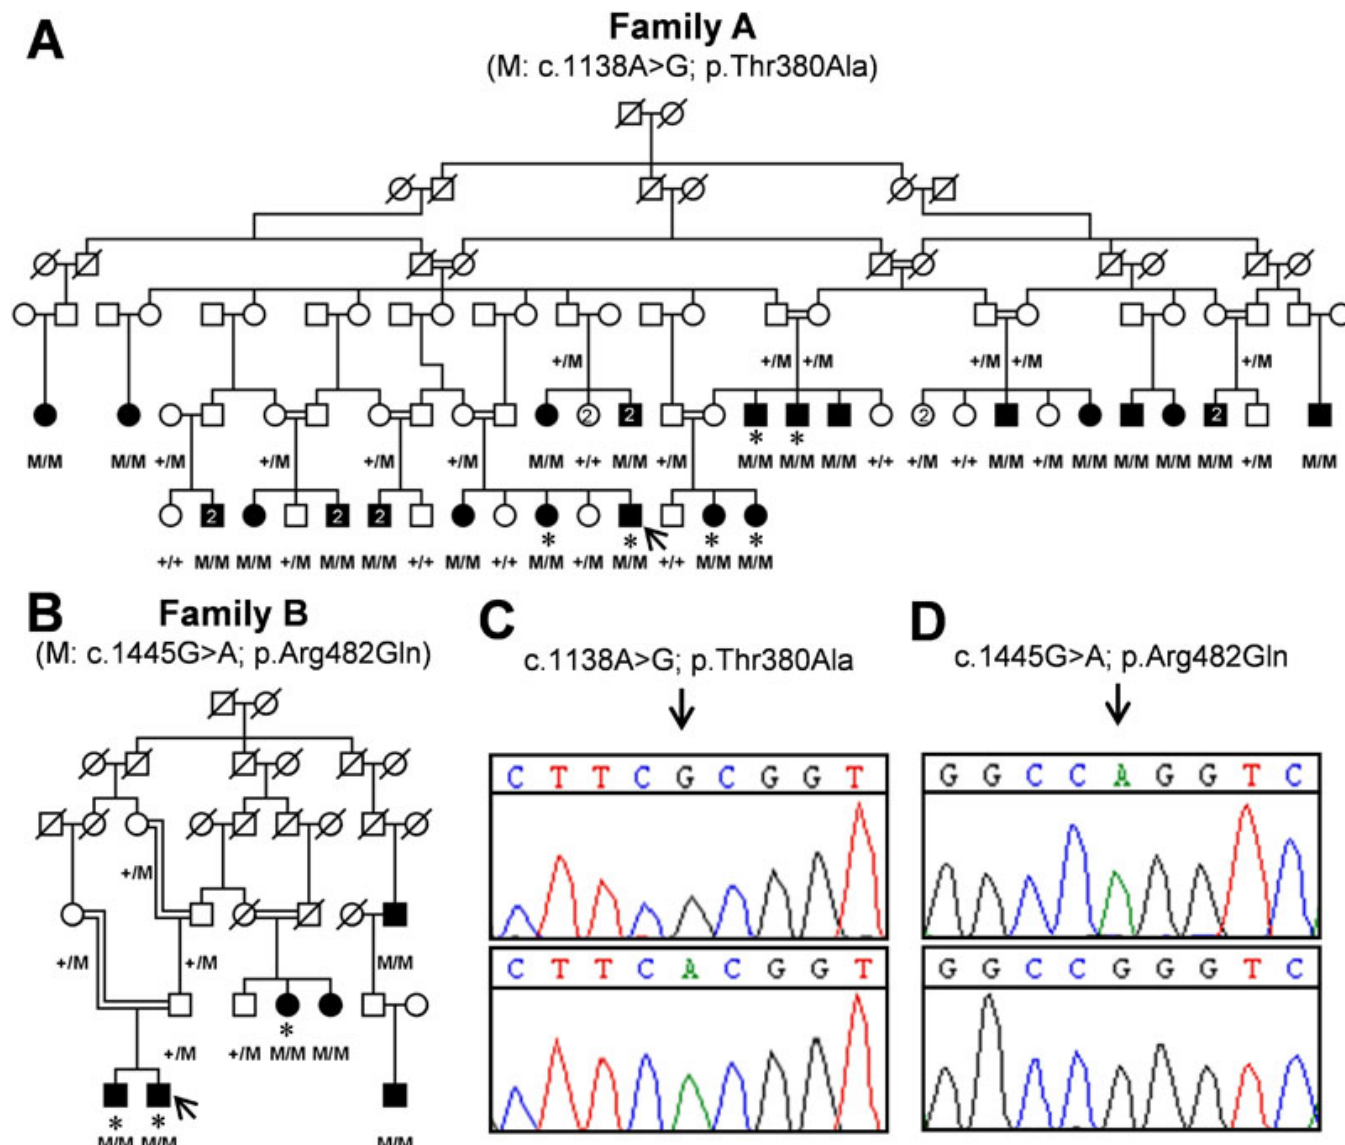 A
Family A
(M: c.1138A>G; p.Thr380Ala)
+/M +/M +/M +/M +/M +/M
2 2 2 2
* *
M/M M/M +/M +/M +/M +/M M/M +/+ M/M +/M M/M M/M M/M +/+ +/M +/+ M/M +/M M/M M/M M/M M/M +/M M/M
2 2 2
* * * *
+/+ M/M M/M +/M M/M M/M +/+ M/M +/+ M/M +/M M/M +/+ M/M M/M
B
Family B
(M: c.1445G>A; p.Arg482Gln)
+/M
+/M +/M M/M
*
+/M +/M M/M M/M
* *
M/M M/M M/M
C
c.1138A>G; p.Thr380Ala
C T T C G C G G T
C T T C A C G G T
D
c.1445G>A; p.Arg482Gln
G G C C A G G T C
G G C C G G G T C